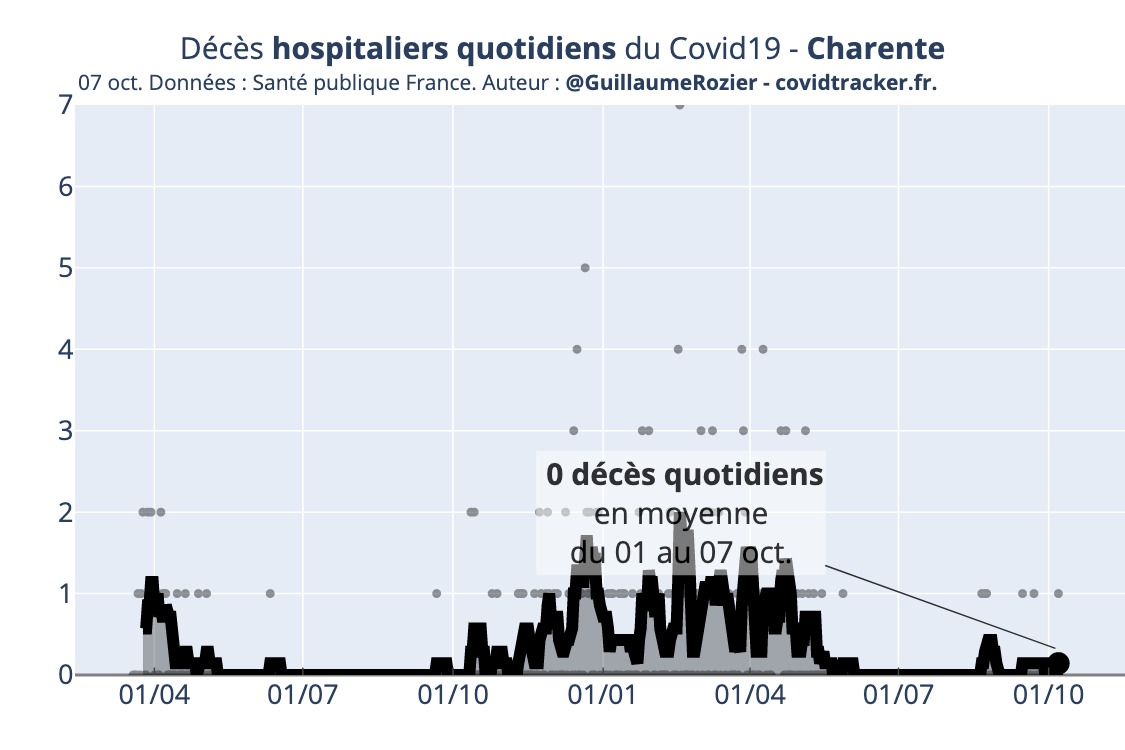 Décès hospitaliers quotidiens du Covid19 - Charente
07 oct. Données : Santé publique France. Auteur : @GuillaumeRozier - covidtracker.fr.
7
6
5
4
3
2
1
0
0 décès quotidiens
en moyenne
du 01 au 07 oct.
01/04 01/07 01/10 01/01 01/04 01/07 01/10